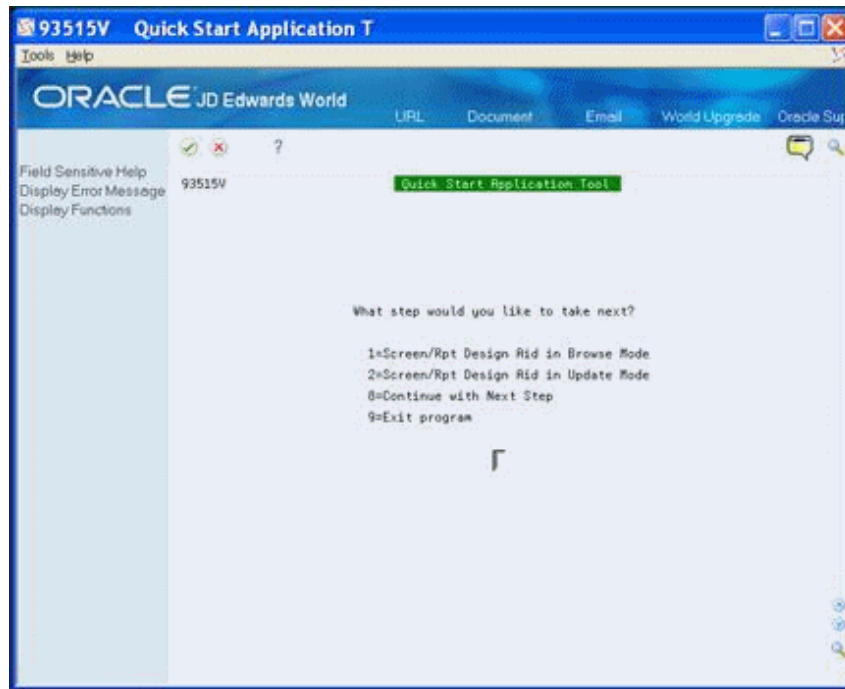 93515V Quick Start Application T
Tools Help
ORACLE JD Edwards World
URL Document Email World Upgrade Oracle Sup
?
Field Sensitive Help
Display Error Message
Display Functions
93515V Quick Start Application Tool
What step would you like to take next?
1=Screen/Rpt Design Aid in Browse Mode
2=Screen/Rpt Design Aid in Update Mode
8=Continue with Next Step
9=Exit program